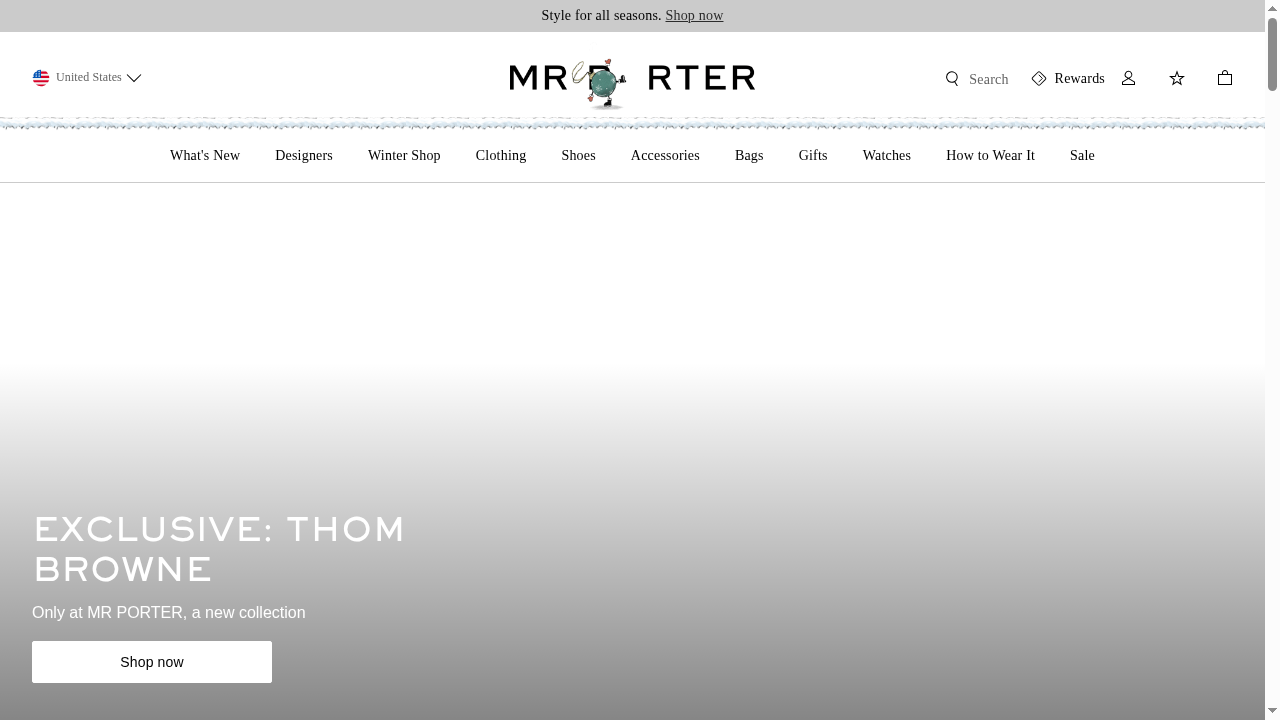 Style for all seasons. Shop now
United States
MR PORTER
Search
Rewards
What's New
Designers
Winter Shop
Clothing
Shoes
Accessories
Bags
Gifts
Watches
How to Wear It
Sale
EXCLUSIVE: THOM
BROWNE
Only at MR PORTER, a new collection
Shop now